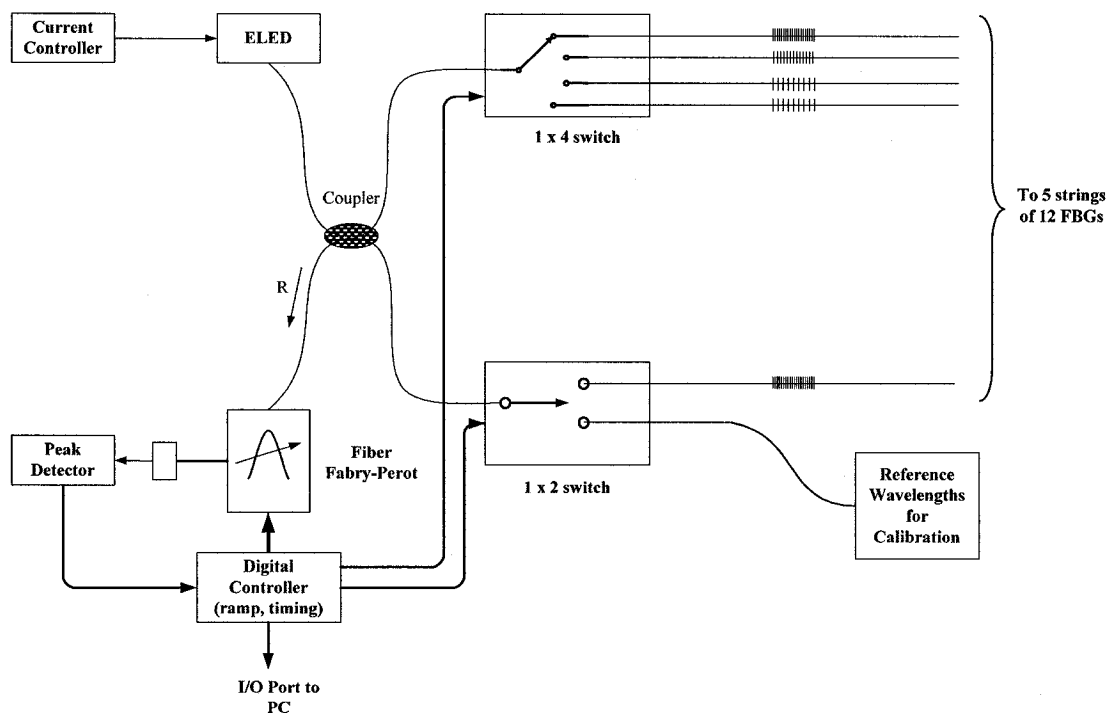 Current
Controller
ELED
1 x 4 switch
Coupler
To 5 strings
of 12 FBGs
R
Peak
Detector
Fiber
Fabry-Perot
1 x 2 switch
Reference
Wavelengths
for
Calibration
Digital
Controller
(ramp, timing)
I/O Port to
PC